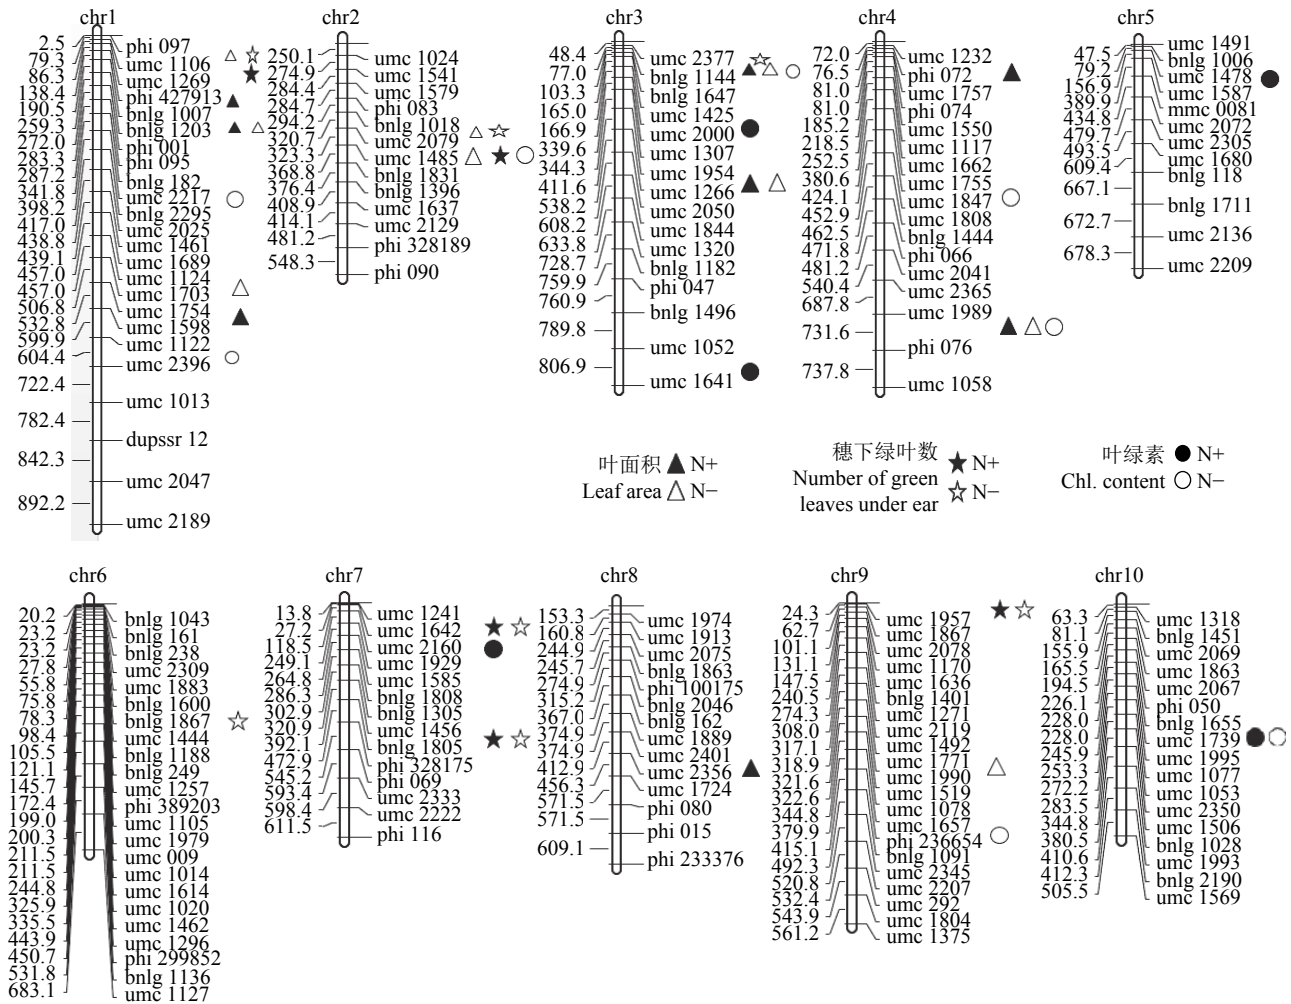 chr1
2.5
79.3
86.3
138.4
190.5
259.3
272.0
283.3
287.2
341.8
398.2
417.0
438.8
439.1
457.0
457.0
506.8
532.8
599.9
604.4
722.4
782.4
842.3
892.2
phi 097
umc 1106
umc 1269
phi 427913
bnlg 1007
bnlg 1203
phi 001
phi 095
bnlg 182
umc 2217
bnlg 2295
umc 2025
umc 1461
umc 1689
umc 1124
umc 1703
umc 1754
umc 1598
umc 1122
umc 2396
umc 1013
dupssr 12
umc 2047
umc 2189
chr2
250.1
274.9
284.4
284.7
294.2
320.7
323.3
368.8
376.4
408.9
414.1
481.2
548.3
umc 1024
umc 1541
umc 1579
phi 083
bnlg 1018
umc 2079
umc 1485
bnlg 1831
bnlg 1396
umc 1637
umc 2129
phi 328189
phi 090
chr3
48.4
77.0
103.3
165.0
166.9
339.6
344.3
411.6
538.2
608.2
633.8
728.7
759.9
760.9
789.8
806.9
umc 2377
bnlg 1144
bnlg 1647
umc 1425
umc 2000
umc 1307
umc 1954
umc 1266
umc 2050
umc 1844
umc 1320
bnlg 1182
phi 047
bnlg 1496
umc 1052
umc 1641
chr4
72.0
76.5
81.0
81.0
185.2
218.5
252.5
380.6
424.1
452.9
462.5
471.8
481.2
540.4
687.8
731.6
737.8
umc 1232
phi 072
umc 1757
phi 074
umc 1550
umc 1117
umc 1662
umc 1755
umc 1847
umc 1808
bnlg 1444
phi 066
umc 2041
umc 2365
umc 1989
phi 076
umc 1058
chr5
47.5
79.2
156.9
389.9
434.8
479.7
493.5
609.4
667.1
672.7
678.3
umc 1491
bnlg 1006
umc 1478
umc 1587
mmc 0081
umc 2072
umc 2305
umc 1680
bnlg 118
bnlg 1711
umc 2136
umc 2209
叶面积 ▲ N+
Leaf area △ N−
穗下绿叶数 ★ N+
Number of green
leaves under ear ☆ N−
叶绿素 ● N+
Chl. content ○ N−
chr6
20.2
23.2
23.2
27.8
55.8
75.8
78.3
98.4
105.5
121.1
145.7
172.4
199.0
200.3
211.5
211.5
244.8
325.9
335.5
443.9
450.7
531.8
683.1
bnlg 1043
bnlg 161
bnlg 238
umc 2309
umc 1883
bnlg 1600
bnlg 1867
umc 1444
bnlg 1188
bnlg 249
umc 1257
phi 389203
umc 1105
umc 1979
umc 009
umc 1014
umc 1614
umc 1020
umc 1462
umc 1296
phi 299852
bnlg 1136
umc 1127
chr7
13.8
27.2
118.5
249.1
264.8
286.3
302.9
320.9
392.1
472.9
545.2
593.4
598.4
611.5
umc 1241
umc 1642
umc 2160
umc 1929
umc 1585
bnlg 1808
bnlg 1305
umc 1456
bnlg 1805
phi 328175
phi 069
umc 2333
umc 2222
phi 116
chr8
153.3
160.8
244.9
245.7
274.9
315.2
367.0
374.9
374.9
412.9
456.3
571.5
571.5
609.1
umc 1974
umc 1913
umc 2075
bnlg 1863
phi 100175
bnlg 2046
bnlg 162
umc 1889
umc 2401
umc 2356
umc 1724
phi 080
phi 015
phi 233376
chr9
24.3
62.7
101.1
131.1
147.5
240.5
274.3
308.0
317.1
318.9
321.6
322.6
344.8
379.9
415.1
492.3
520.8
532.4
543.9
561.2
umc 1957
umc 1867
umc 2078
umc 1170
umc 1636
bnlg 1401
umc 1271
umc 2119
umc 1492
umc 1771
umc 1990
umc 1519
umc 1078
umc 1657
phi 236654
bnlg 1091
umc 2345
umc 2207
umc 292
umc 1804
umc 1375
chr10
63.3
81.1
155.9
165.5
194.5
226.1
228.0
228.0
245.9
253.3
272.2
283.5
344.8
380.5
410.6
412.3
505.5
umc 1318
bnlg 1451
umc 2069
umc 1863
umc 2067
phi 050
bnlg 1655
umc 1739
umc 1995
umc 1077
umc 1053
umc 2350
umc 1506
bnlg 1028
umc 1993
bnlg 2190
umc 1569